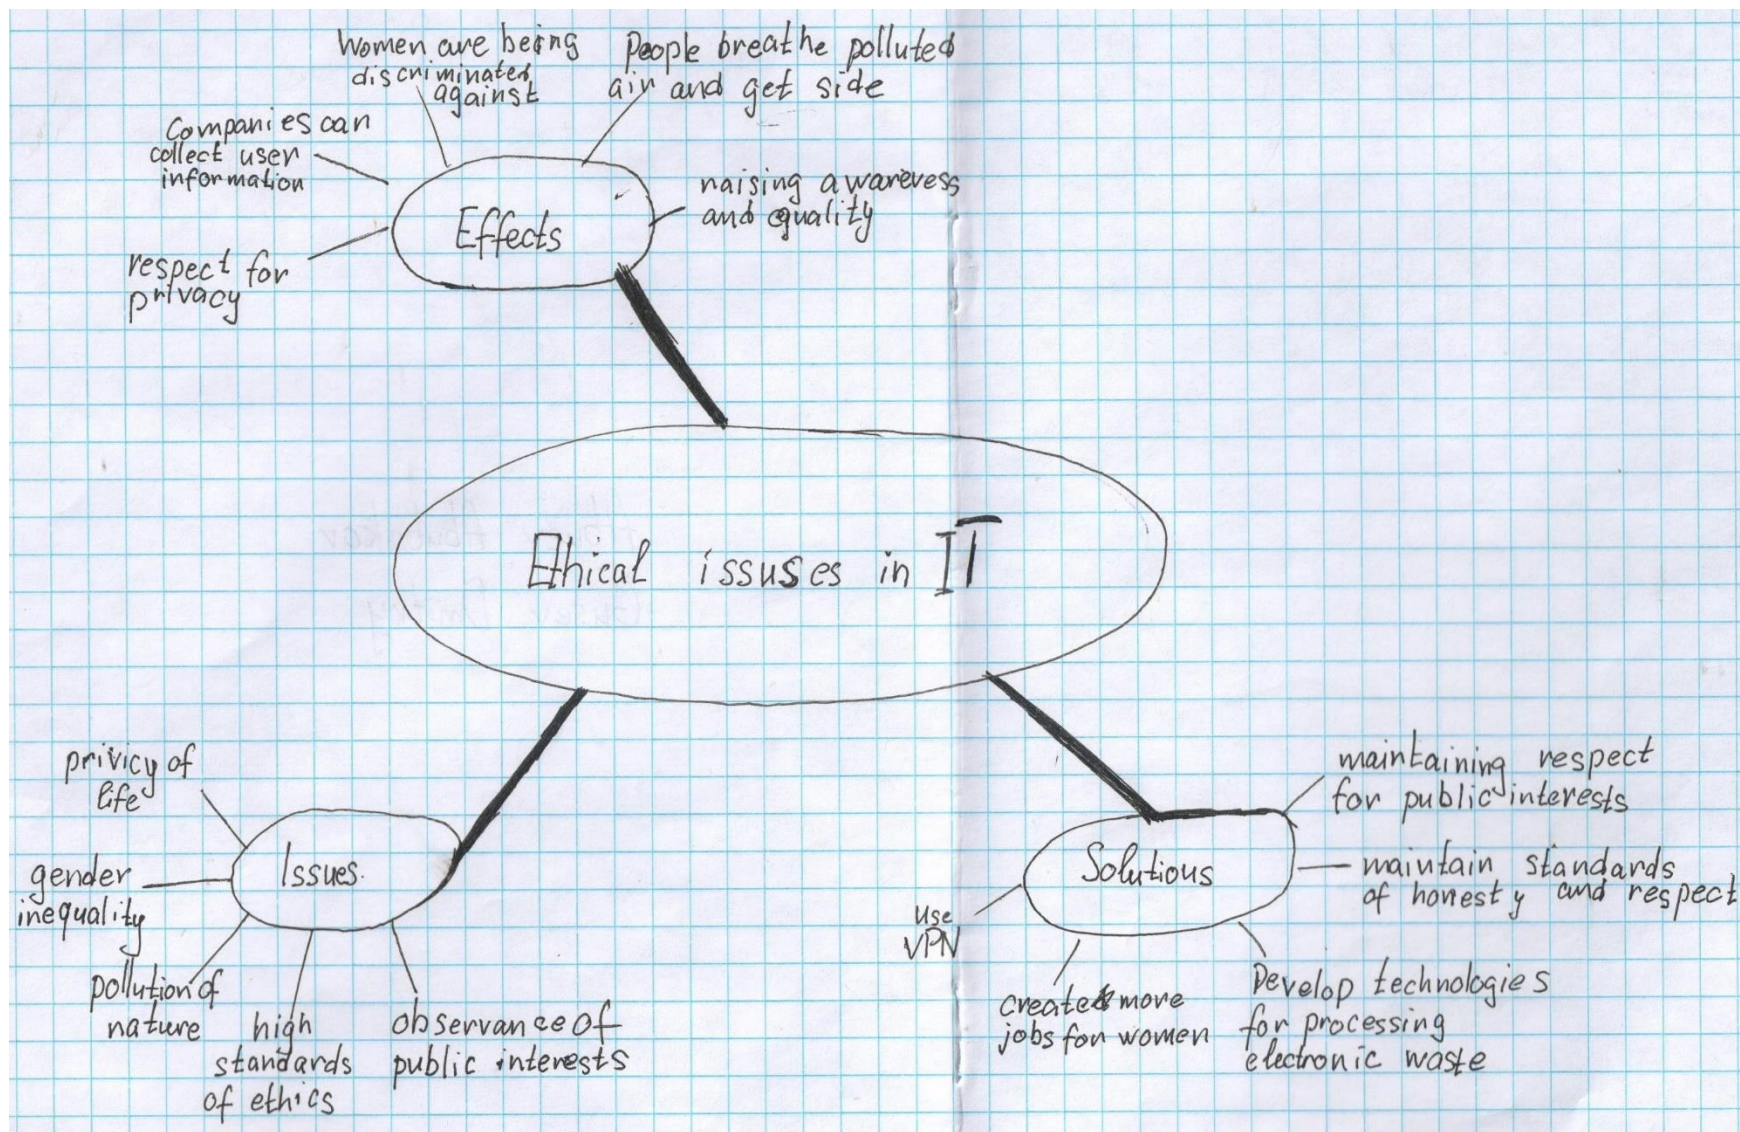 Women are being
discriminated
against
People breathe polluted
air and get side
Companies can
collect user
information
raising awareness
and equality
Effects
respect for
privacy
Ethical issuses in IT
privicy of
life
gender
inequality
pollution of
nature
high
standards
of ethics
observance of
public interests
Issues.
Solutious
maintaining respect
for public interests
maintain standards
of honesty and respect
use
VPN
create more
jobs for women
Develop technologies
for processing
electronic waste